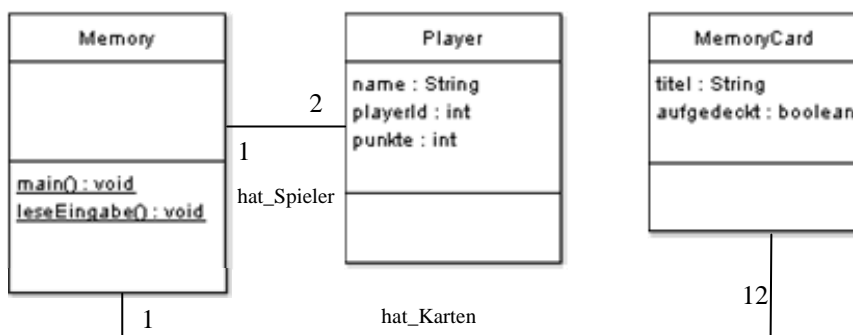 Memory
main() : void
leseEingabe() : void
2
1
hat_Spieler
Player
name : String
playerId : int
punkte : int
MemoryCard
titel : String
aufgedeckt : boolean
1
hat_Karten
12